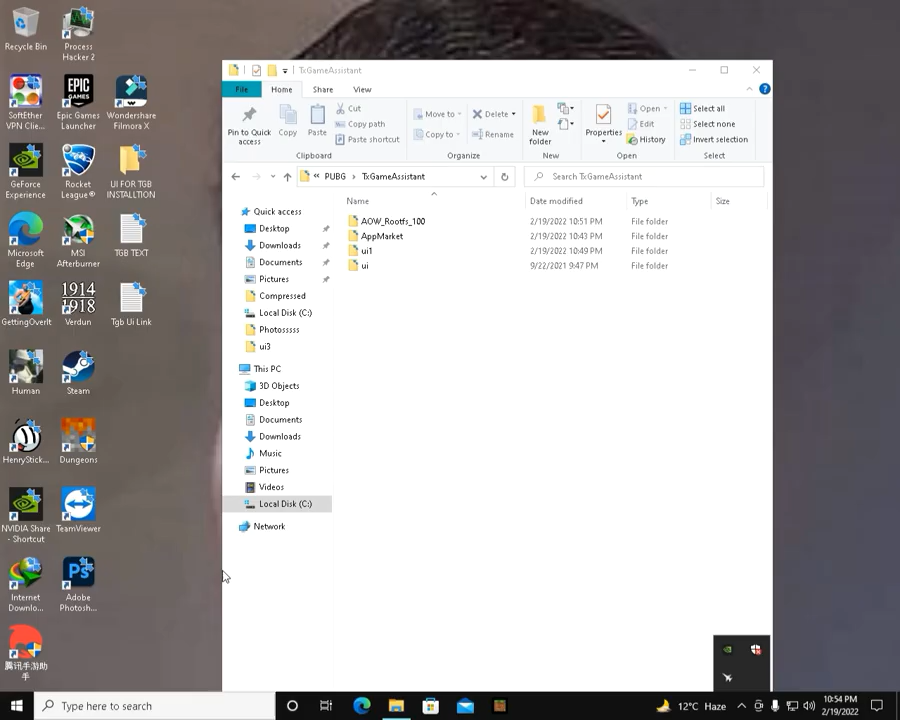 Recycle Bin
Process
Hacker 2
SoftEther
VPN Clie...
EPIC
GAMES
Epic Games
Launcher
Wondershare
Filmora X
GeForce
Experience
Rocket
League®
UI FOR TGB
INSTALLTION
Microsoft
Edge
MSI
Afterburner
TGB TEXT
GettingOverIt
1914
1918
Verdun
Tgb Ui Link
Human
Steam
HenryStick...
Dungeons
NVIDIA Share
- Shortcut
TeamViewer
Internet
Downlo...
Ps
Adobe
Photosh...
腾讯手游助
手
TxGameAssistant
File
Home
Share
View
Pin to Quick
access
Copy
Paste
Cut
Copy path
Paste shortcut
Clipboard
Move to
Copy to
Delete
Rename
Organize
New
folder
New
Properties
Open
Edit
History
Open
Select all
Select none
Invert selection
Select
« PUBG > TxGameAssistant
Search TxGameAssistant
Name Date modified Type Size
AOW_Rootfs_100 2/19/2022 10:51 PM File folder
AppMarket 2/19/2022 10:43 PM File folder
ui1 2/19/2022 10:49 PM File folder
ui 9/22/2021 9:47 PM File folder
Quick access
Desktop
Downloads
Documents
Pictures
Compressed
Local Disk (C:)
Photosssss
ui3
This PC
3D Objects
Desktop
Documents
Downloads
Music
Pictures
Videos
Local Disk (C:)
Network
Type here to search
12°C Haze
10:54 PM
2/19/2022